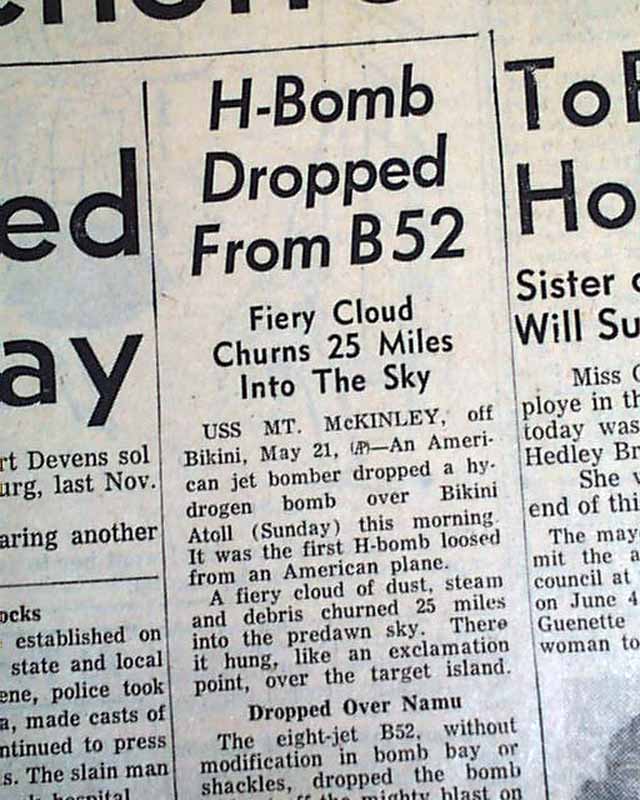 ed
ay
rt Devens sol
urg, last Nov.
aring another
ocks
established on
state and local
ene, police took
a, made casts of
ntinued to press
s. The slain man
hospital
H-Bomb
Dropped
From B52
Fiery Cloud
Churns 25 Miles
Into The Sky
USS MT. McKINLEY, off
Bikini, May 21, (AP)—An Ameri-
can jet bomber dropped a hy-
drogen bomb over Bikini
Atoll (Sunday) this morning.
It was the first H-bomb loosed
from an American plane.
A fiery cloud of dust, steam
and debris churned 25 miles
into the predawn sky. There
it hung, like an exclamation
point, over the target island.
Dropped Over Namu
The eight-jet B52, without
modification in bomb bay or
shackles, dropped the bomb
mighty blast on
To
Ho
Sister
Will Su
Miss
ploye in th
today was
Hedley Br
She
end of thi
The may
mit the a
council at
on June 4
Guenette
woman to